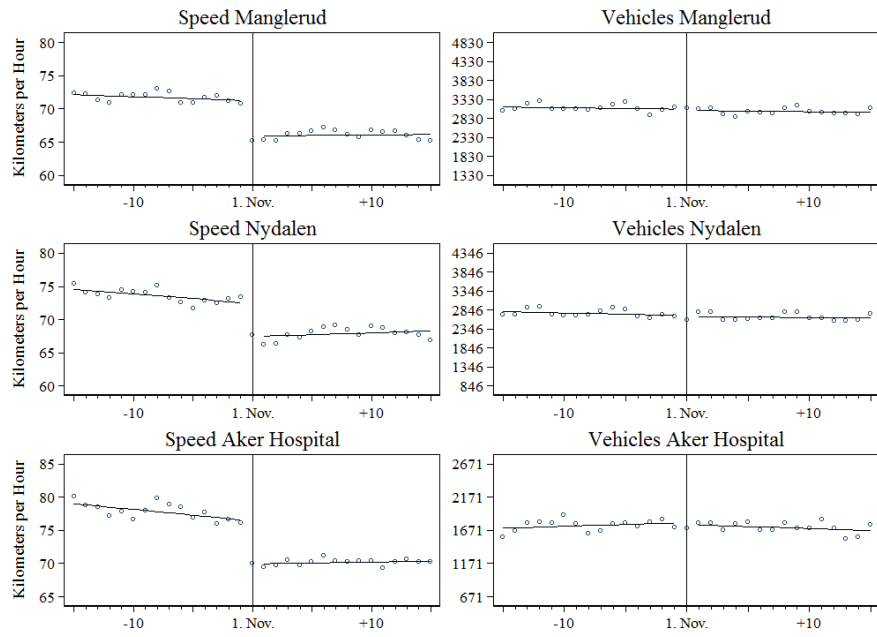 Speed Manglerud
Kilometers per Hour
80
75
70
65
60
-10 1. Nov. +10
Vehicles Manglerud
4830
4330
3830
3330
2830
2330
1830
1330
-10 1. Nov. +10
Speed Nydalen
Kilometers per Hour
80
75
70
65
60
-10 1. Nov. +10
Vehicles Nydalen
4346
3846
3346
2846
2346
1846
1346
846
-10 1. Nov. +10
Speed Aker Hospital
Kilometers per Hour
85
80
75
70
65
-10 1. Nov. +10
Vehicles Aker Hospital
2671
2171
1671
1171
671
-10 1. Nov. +10